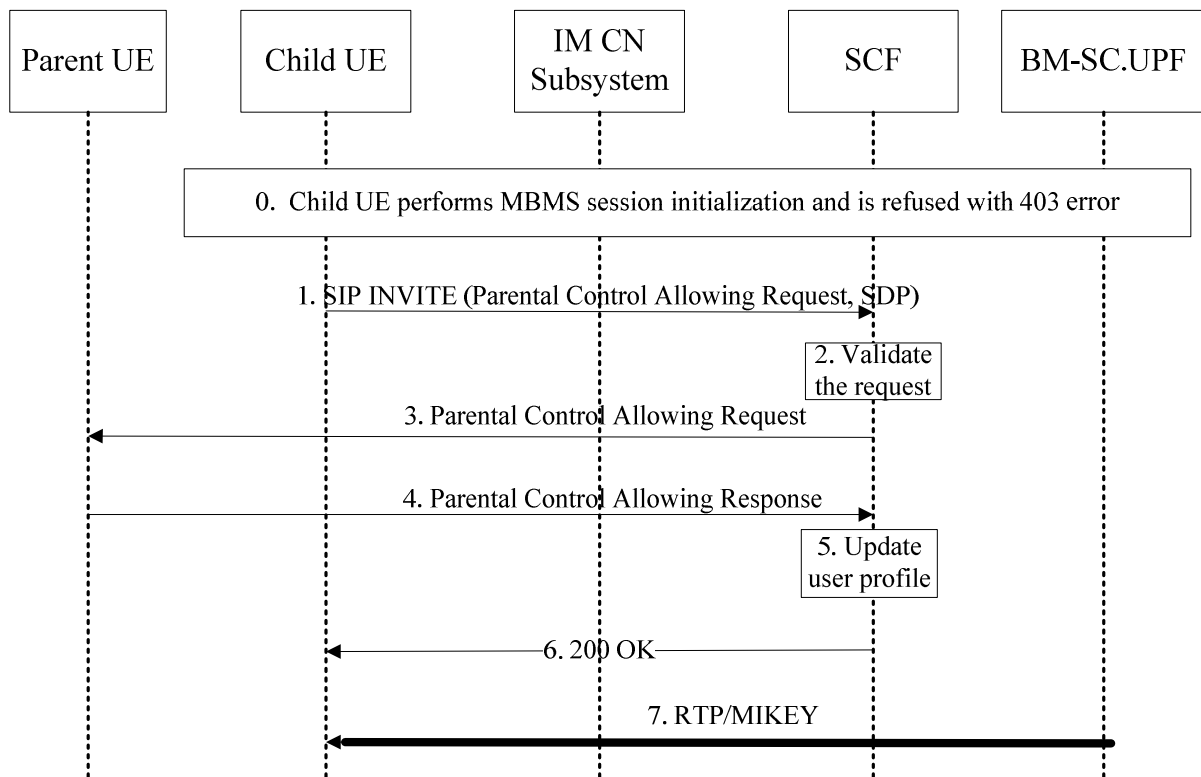 Parent UE
Child UE
IM CN
Subsystem
SCF
BM-SC.UPF
0. Child UE performs MBMS session initialization and is refused with 403 error
1. SIP INVITE (Parental Control Allowing Request, SDP)
2. Validate
the request
3. Parental Control Allowing Request
4. Parental Control Allowing Response
5. Update
user profile
6. 200 OK
7. RTP/MIKEY